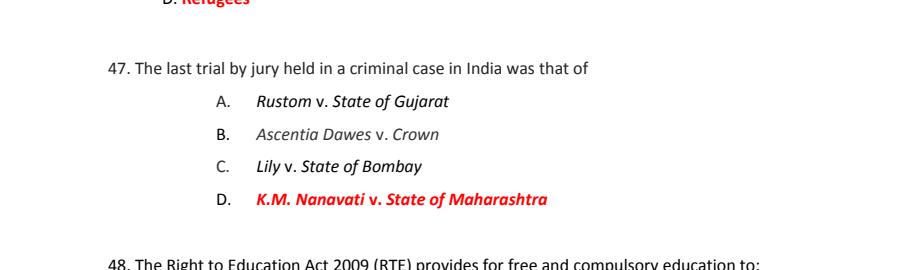 D. Refugees
47. The last trial by jury held in a criminal case in India was that of
A. Rustom v. State of Gujarat
B. Ascentia Dawes v. Crown
C. Lily v. State of Bombay
D. K.M. Nanavati v. State of Maharashtra
48. The Right to Education Act 2009 (RTE) provides for free and compulsory education to: